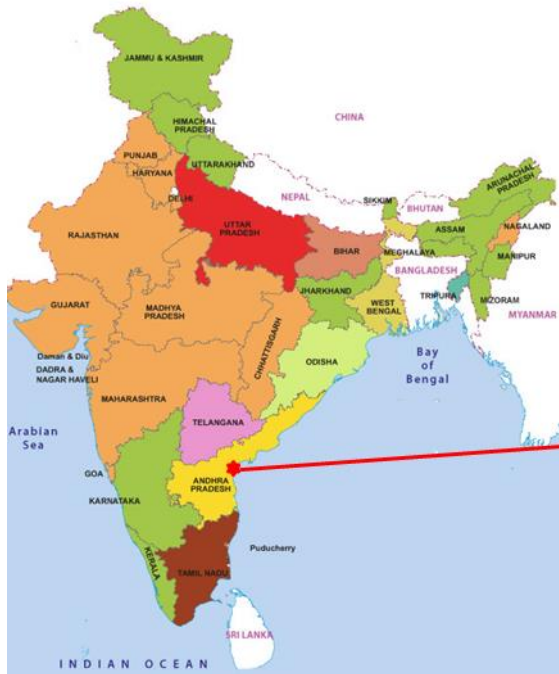 JAMMU & KASHMIR
HIMACHAL
PRADESH
CHINA
PUNJAB
UTTARAKHAND
HARYANA
DELHI
NEPAL
ARUNACHAL
PRADESH
SIKKIM
BHUTAN
RAJASTHAN
UTTAR
PRADESH
ASSAM
NAGALAND
BIHAR
MEGHALAYA
MANIPUR
BANGLADESH
GUJARAT
MADHYA
PRADESH
JHARKHAND
WEST
BENGAL
TRIPURA
MIZORAM
MYANMAR
CHHATTISGARH
Daman & Diu
DADRA &
NAGAR HAVELI
ODISHA
Bay
of
Bengal
MAHARASHTRA
TELANGANA
Arabian
Sea
GOA
ANDHRA
PRADESH
KARNATAKA
Puducherry
KERALA
TAMIL NADU
SRI LANKA
INDIAN OCEAN